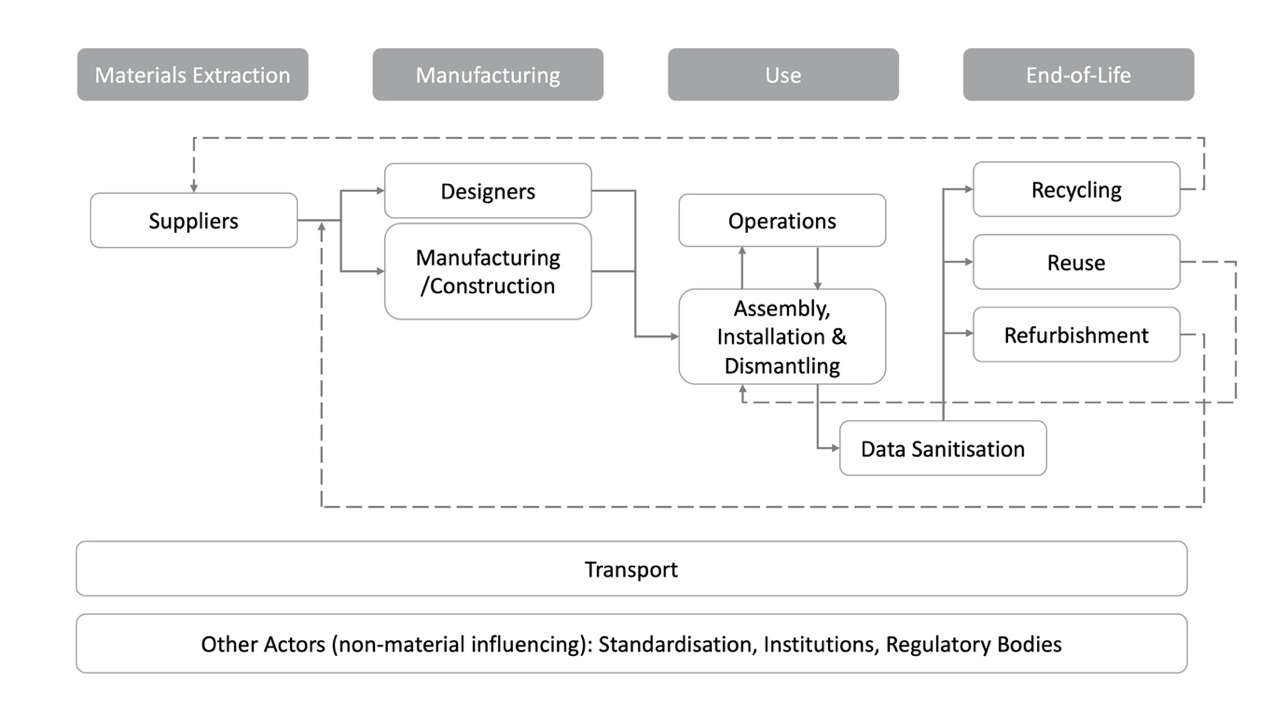 Materials Extraction
Manufacturing
Use
End-of-Life
Suppliers
Designers
Manufacturing
/Construction
Operations
Assembly,
Installation &
Dismantling
Data Sanitisation
Recycling
Reuse
Refurbishment
Transport
Other Actors (non-material influencing): Standardisation, Institutions, Regulatory Bodies